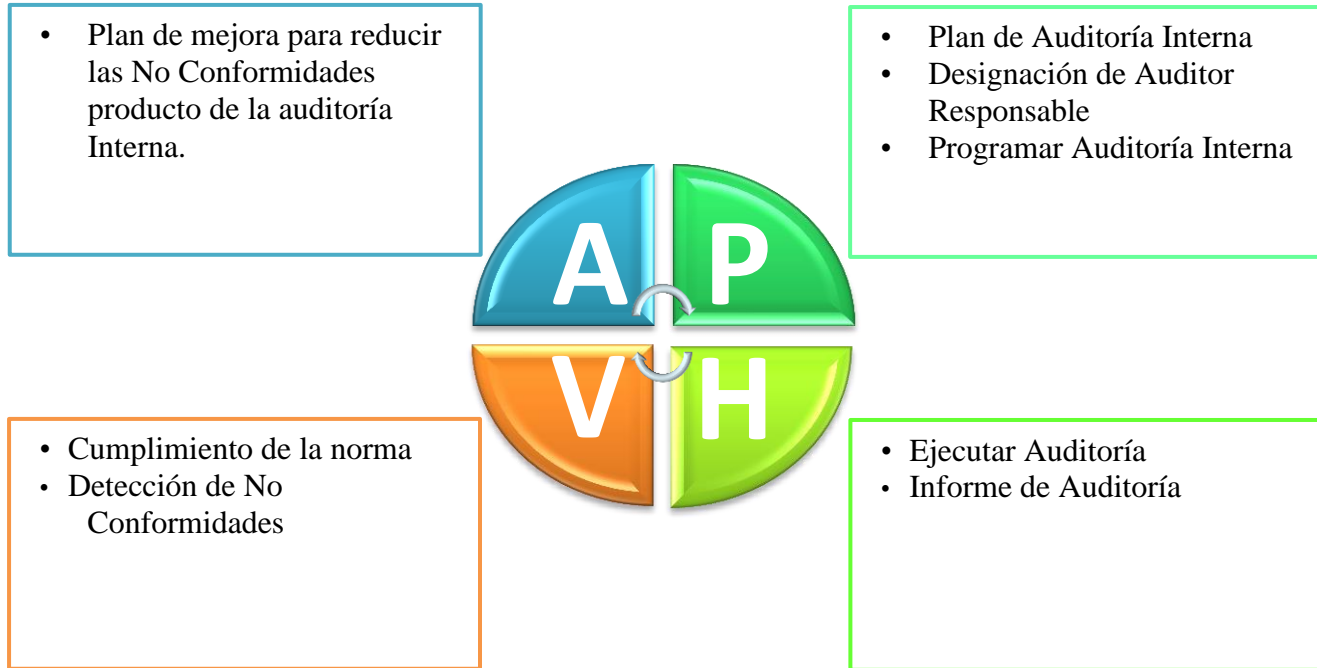 • Plan de mejora para reducir
las No Conformidades
producto de la auditoría
Interna.
• Plan de Auditoría Interna
• Designación de Auditor
Responsable
• Programar Auditoría Interna
A P
V H
• Cumplimiento de la norma
• Detección de No
Conformidades
• Ejecutar Auditoría
• Informe de Auditoría